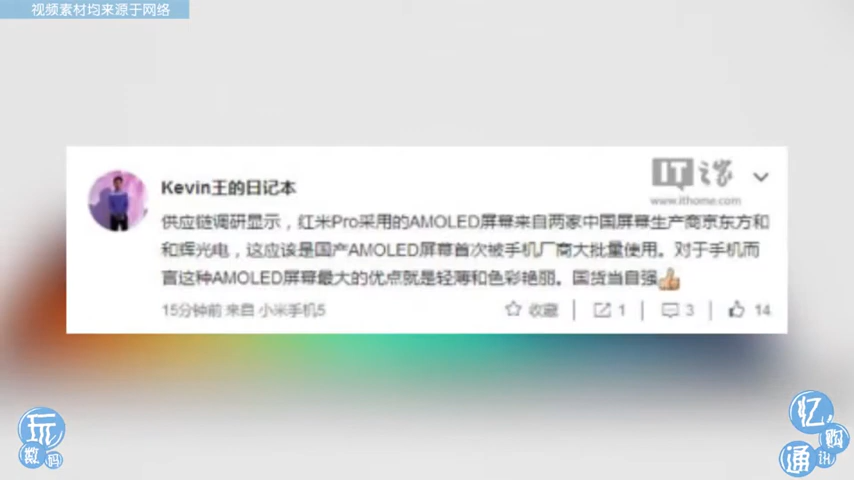 视频素材均来源于网络
IT之家
www.ithome.com
Kevin王的日记本
供应链调研显示，红米Pro采用的AMOLED屏幕来自两家中国屏幕生产商京东方和
和辉光电，这应该是国产AMOLED屏幕首次被手机厂商大批量使用。对于手机而
言这种AMOLED屏幕最大的优点就是轻薄和色彩艳丽。国货当自强
15分钟前 来自 小米手机5
收藏 1 3 14
玩
数码
忆
购
通讯